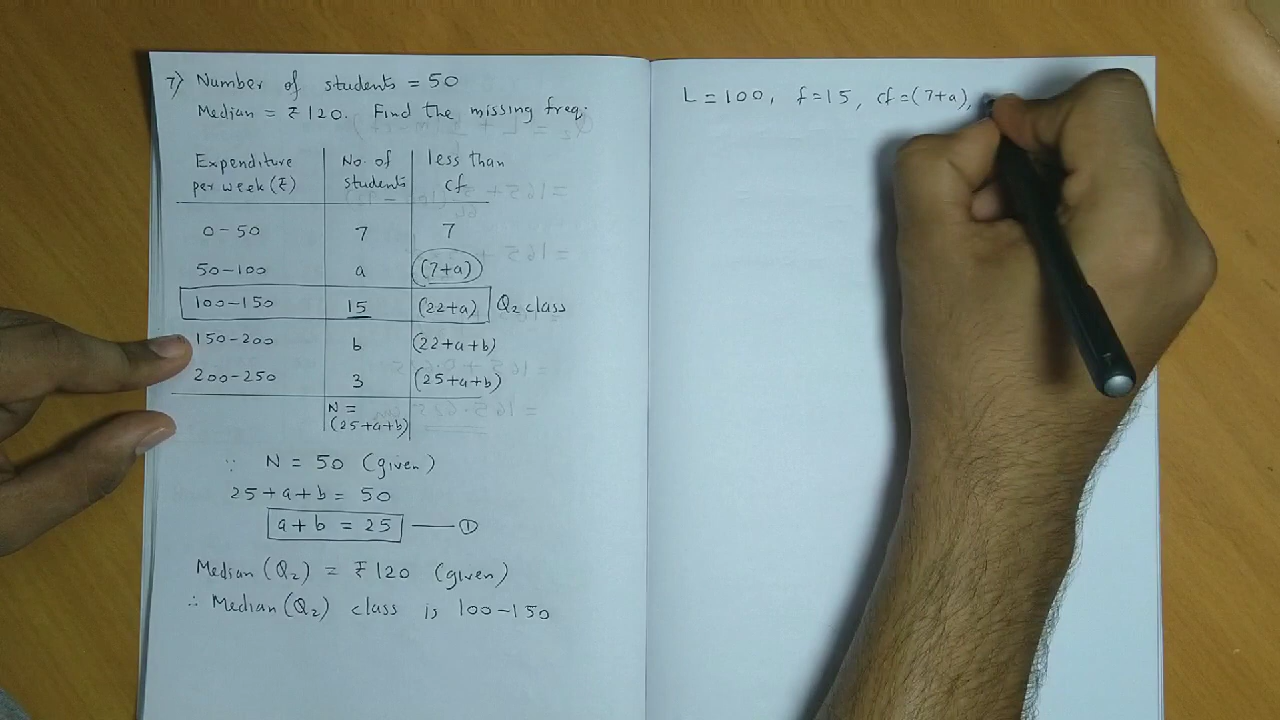 7) Number of students = 50
Median = ₹120. Find the missing freq.
Expenditure per week (₹) No. of students less than cf
0-50 7 7
50-100 a (7+a)
100-150 15 (22+a) Q₂ class
150-200 b (22+a+b)
200-250 3 (25+a+b)
N = (25+a+b)
∵ N = 50 (given)
25+a+b = 50
a+b = 25 —— ①
Median (Q₂) = ₹120 (given)
∴ Median (Q₂) class is 100-150
L = 100, f = 15, cf = (7+a),